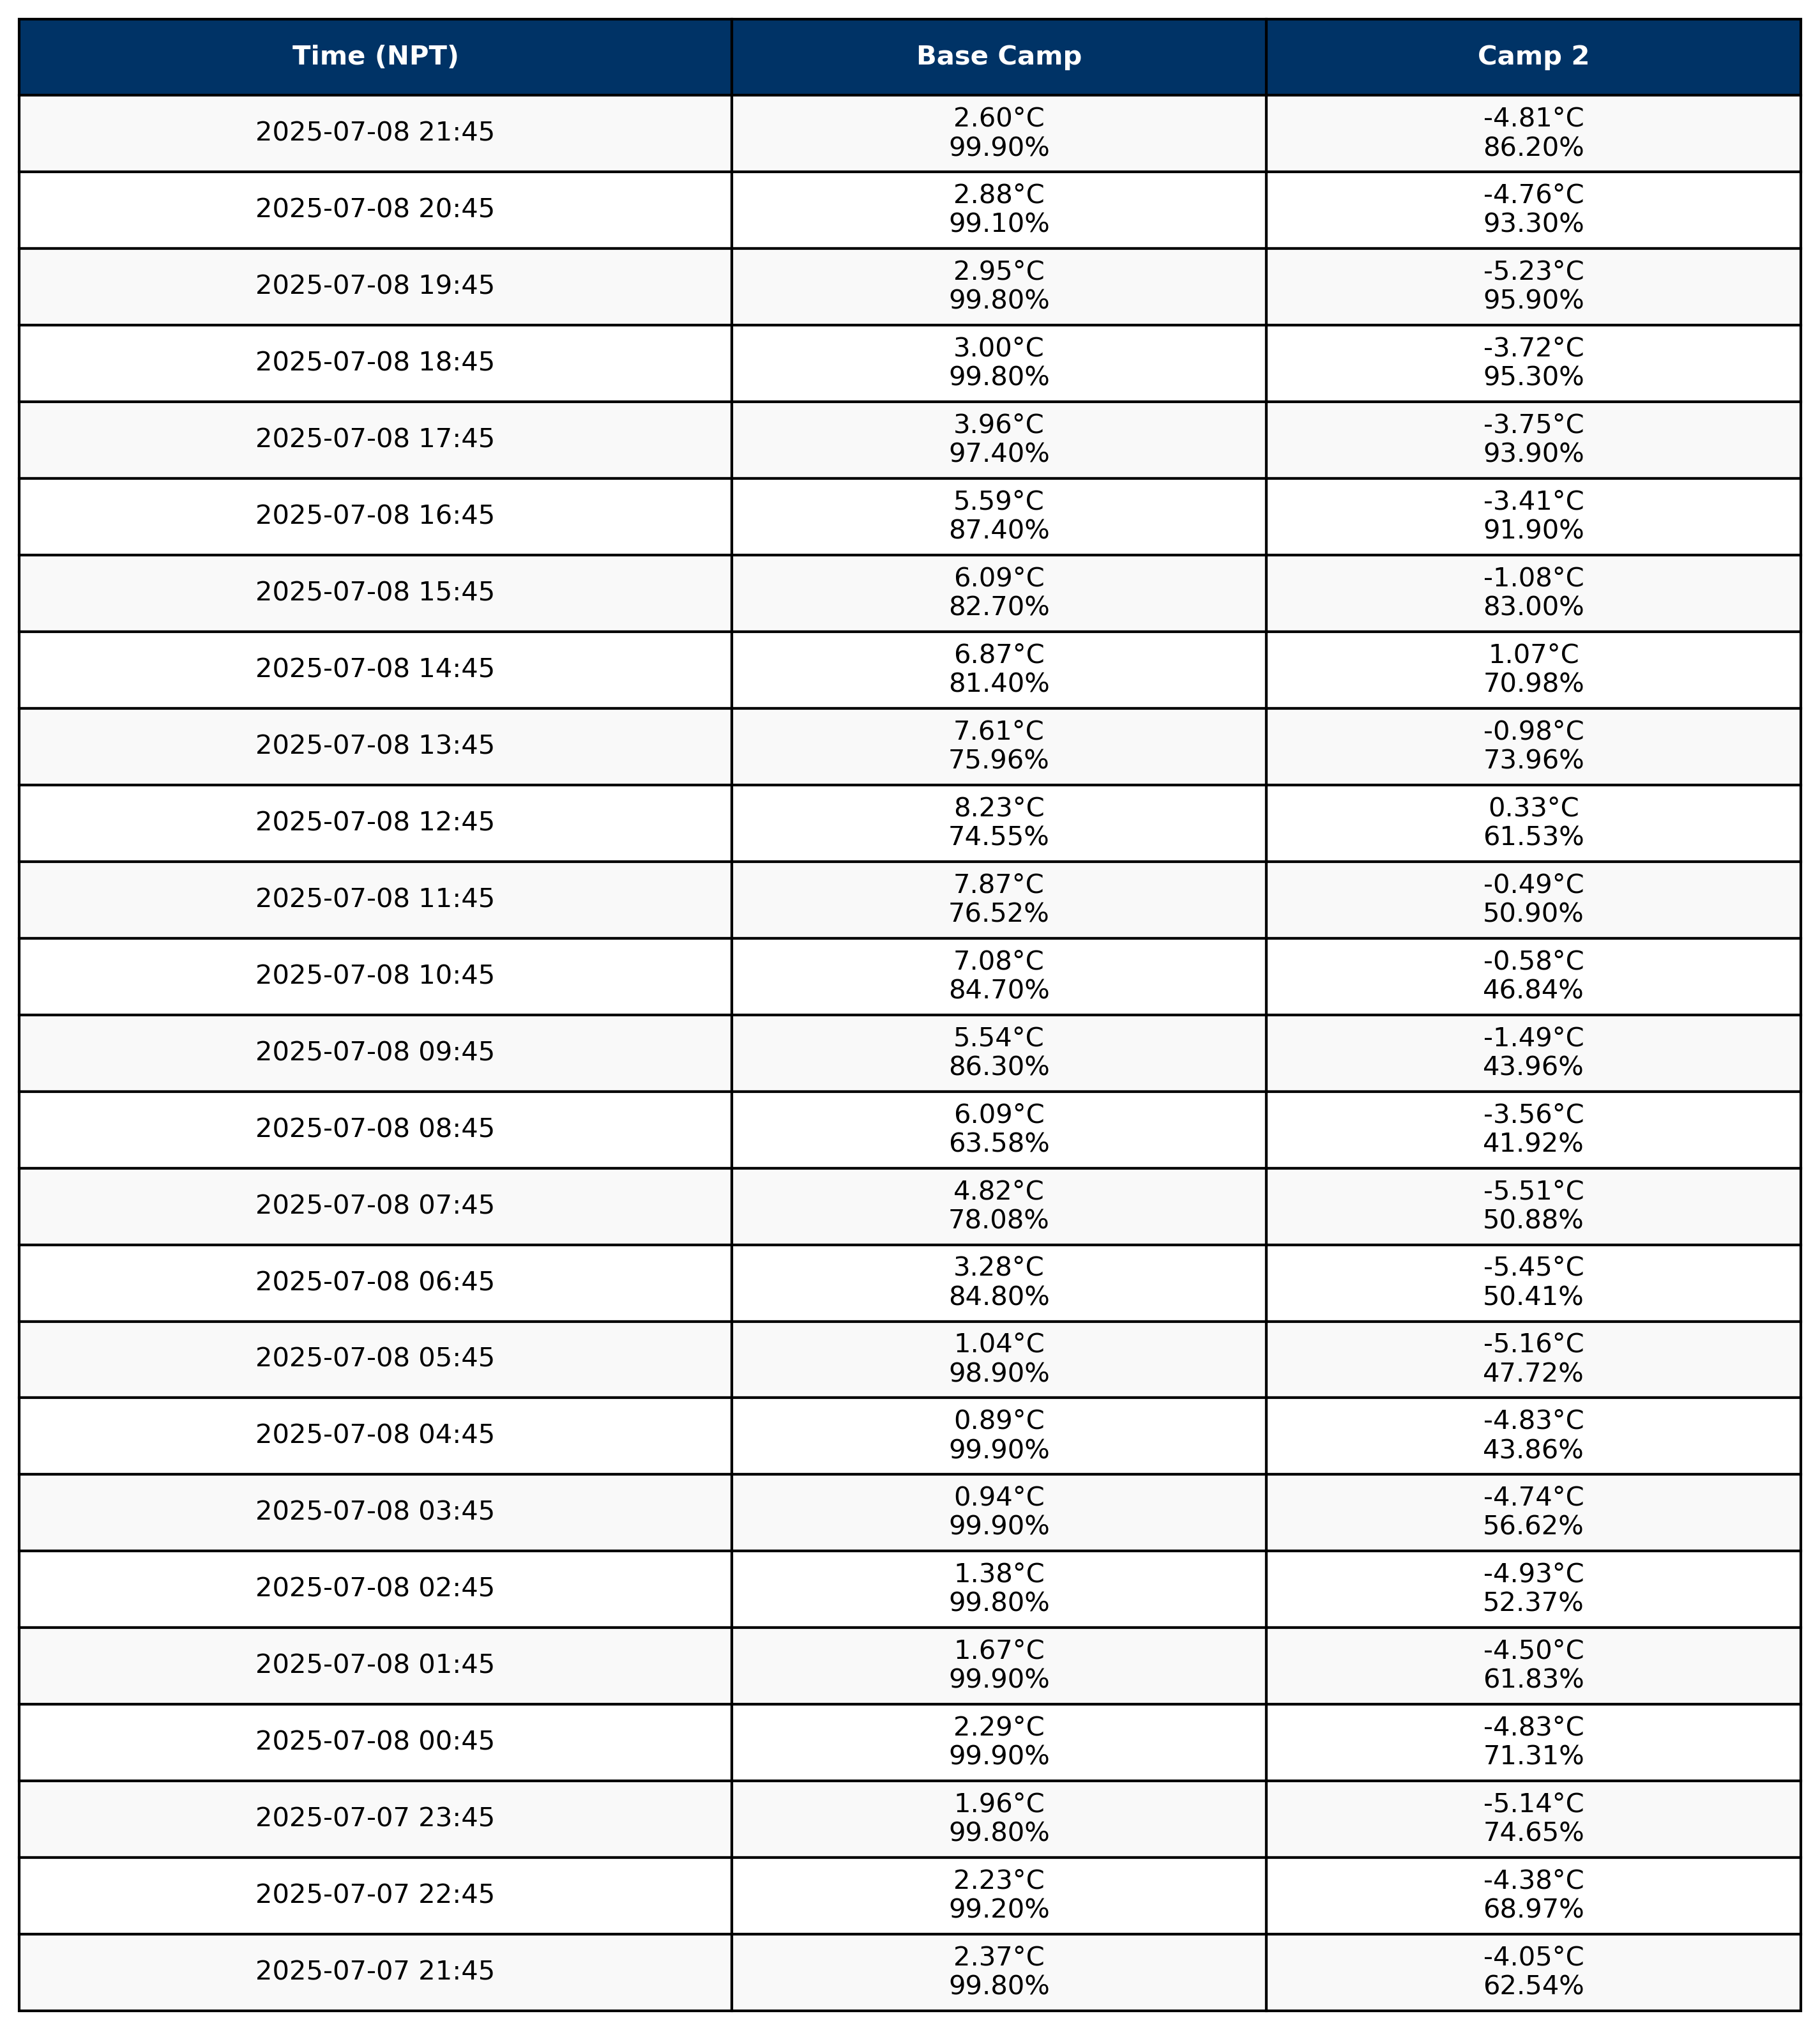 Time (NPT) Base Camp Camp 2
2025-07-08 21:45 2.60°C -4.81°C
99.90% 86.20%
2025-07-08 20:45 2.88°C -4.76°C
99.10% 93.30%
2025-07-08 19:45 2.95°C -5.23°C
99.80% 95.90%
2025-07-08 18:45 3.00°C -3.72°C
99.80% 95.30%
2025-07-08 17:45 3.96°C -3.75°C
97.40% 93.90%
2025-07-08 16:45 5.59°C -3.41°C
87.40% 91.90%
2025-07-08 15:45 6.09°C -1.08°C
82.70% 83.00%
2025-07-08 14:45 6.87°C 1.07°C
81.40% 70.98%
2025-07-08 13:45 7.61°C -0.98°C
75.96% 73.96%
2025-07-08 12:45 8.23°C 0.33°C
74.55% 61.53%
2025-07-08 11:45 7.87°C -0.49°C
76.52% 50.90%
2025-07-08 10:45 7.08°C -0.58°C
84.70% 46.84%
2025-07-08 09:45 5.54°C -1.49°C
86.30% 43.96%
2025-07-08 08:45 6.09°C -3.56°C
63.58% 41.92%
2025-07-08 07:45 4.82°C -5.51°C
78.08% 50.88%
2025-07-08 06:45 3.28°C -5.45°C
84.80% 50.41%
2025-07-08 05:45 1.04°C -5.16°C
98.90% 47.72%
2025-07-08 04:45 0.89°C -4.83°C
99.90% 43.86%
2025-07-08 03:45 0.94°C -4.74°C
99.90% 56.62%
2025-07-08 02:45 1.38°C -4.93°C
99.80% 52.37%
2025-07-08 01:45 1.67°C -4.50°C
99.90% 61.83%
2025-07-08 00:45 2.29°C -4.83°C
99.90% 71.31%
2025-07-07 23:45 1.96°C -5.14°C
99.80% 74.65%
2025-07-07 22:45 2.23°C -4.38°C
99.20% 68.97%
2025-07-07 21:45 2.37°C -4.05°C
99.80% 62.54%